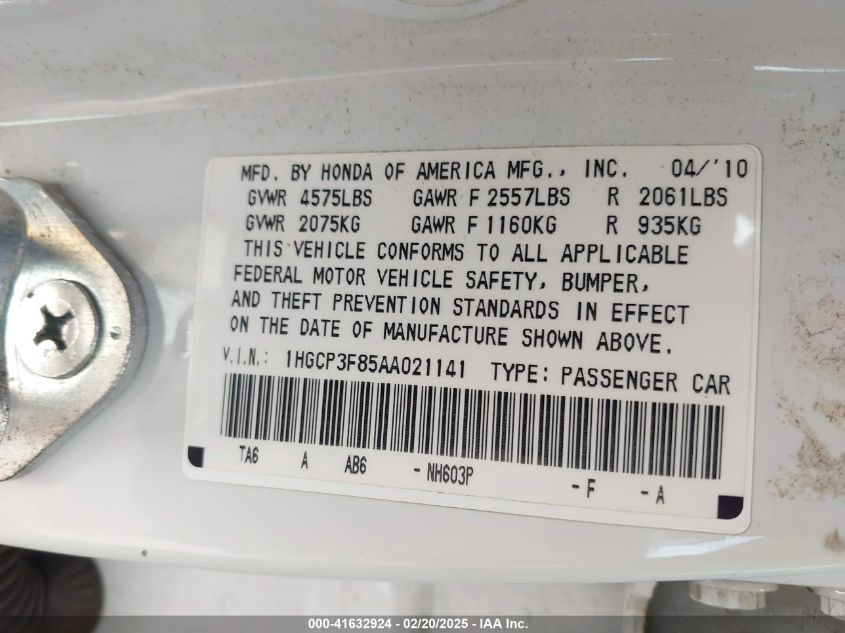 MFD. BY HONDA OF AMERICA MFG., INC. 04/'10
GVWR 4575LBS GAWR F 2557LBS R 2061LBS
GVWR 2075KG GAWR F 1160KG R 935KG
THIS VEHICLE CONFORMS TO ALL APPLICABLE
FEDERAL MOTOR VEHICLE SAFETY, BUMPER,
AND THEFT PREVENTION STANDARDS IN EFFECT
ON THE DATE OF MANUFACTURE SHOWN ABOVE.
V.I.N.: 1HGCP3F85AA021141 TYPE: PASSENGER CAR
TA6 A AB6 - NH603P - F - A
000-41632924 / 02/20/2025 - IAA Inc.